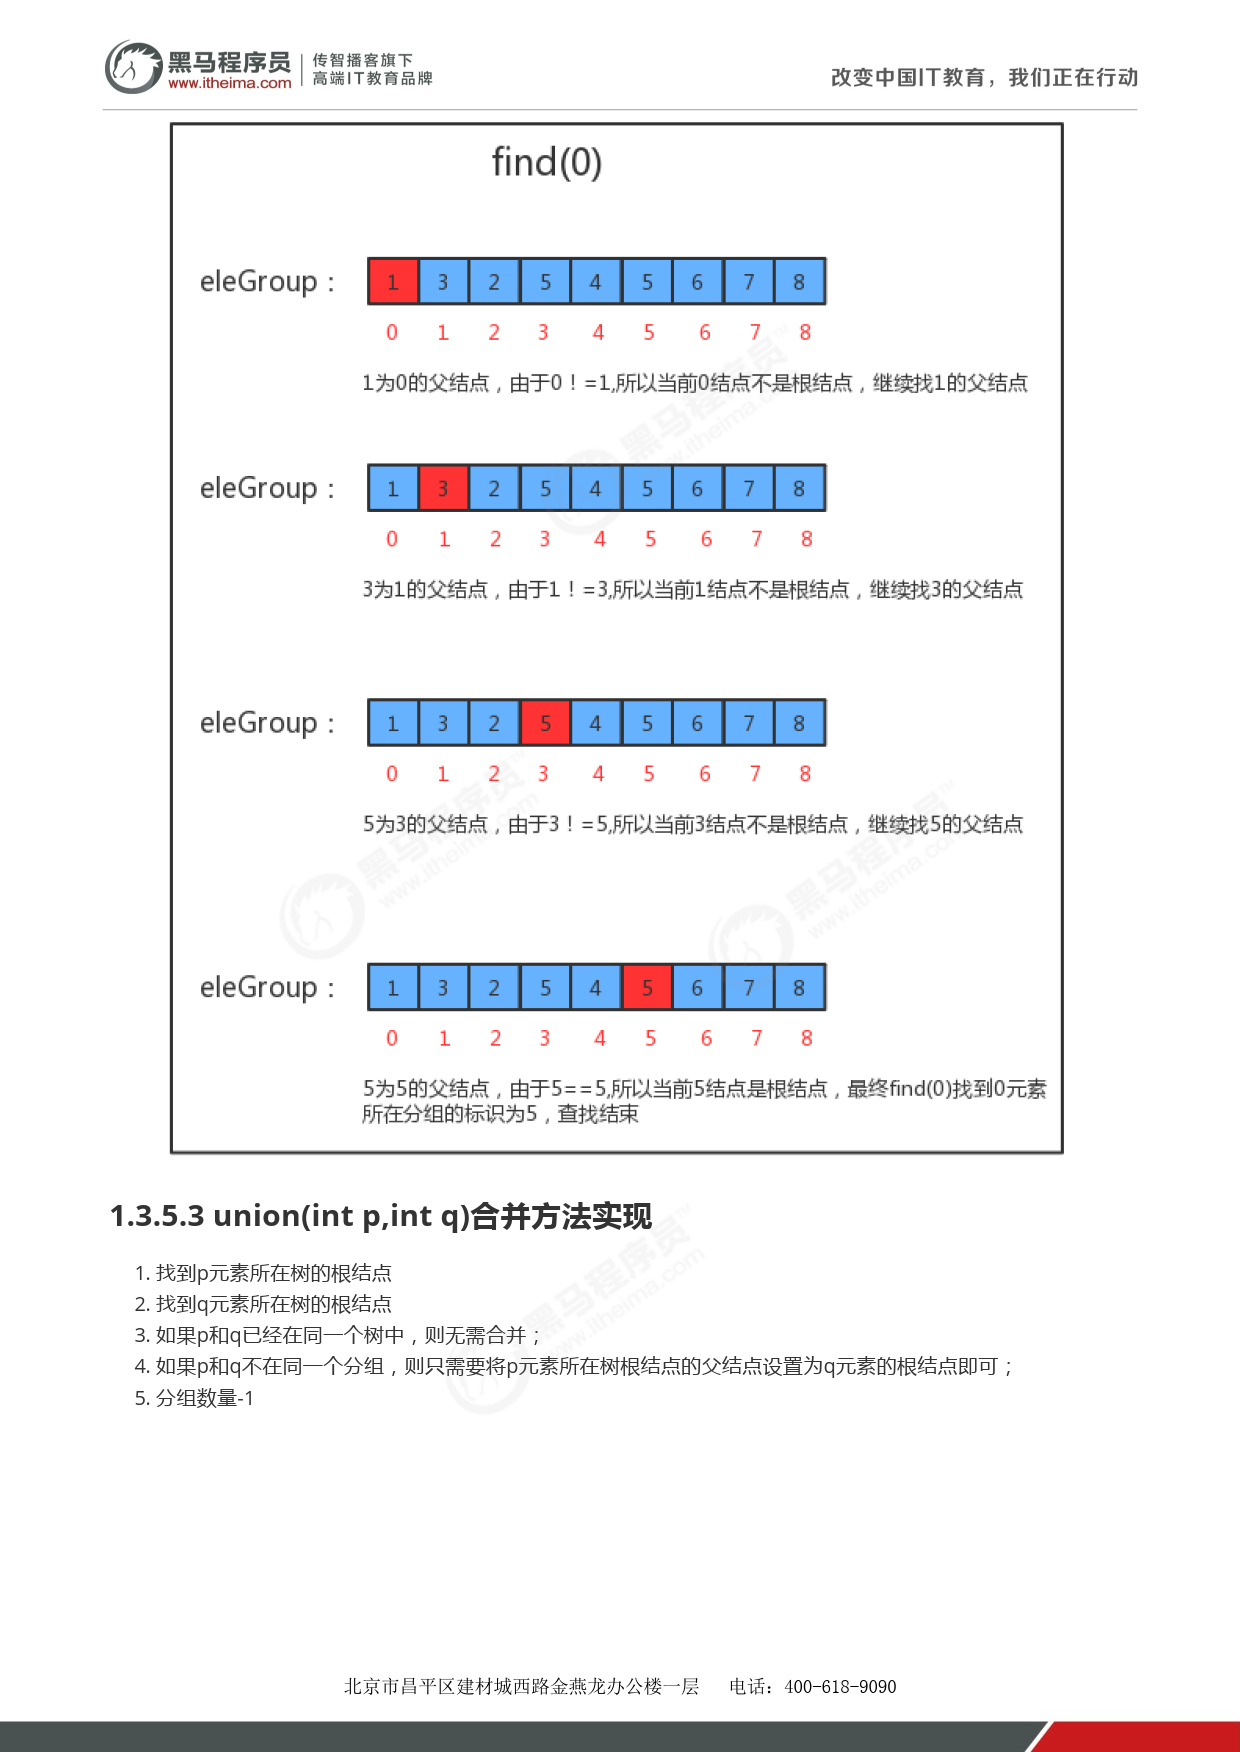 黑马程序员
www.itheima.com
传智播客旗下
高端IT教育品牌
改变中国IT教育，我们正在行动
find(0)
eleGroup：
1 3 2 5 4 5 6 7 8
0 1 2 3 4 5 6 7 8
1为0的父结点，由于0！=1,所以当前0结点不是根结点，继续找1的父结点
eleGroup：
1 3 2 5 4 5 6 7 8
0 1 2 3 4 5 6 7 8
3为1的父结点，由于1！=3,所以当前1结点不是根结点，继续找3的父结点
eleGroup：
1 3 2 5 4 5 6 7 8
0 1 2 3 4 5 6 7 8
5为3的父结点，由于3！=5,所以当前3结点不是根结点，继续找5的父结点
eleGroup：
1 3 2 5 4 5 6 7 8
0 1 2 3 4 5 6 7 8
5为5的父结点，由于5==5,所以当前5结点是根结点，最终find(0)找到0元素
所在分组的标识为5，查找结束
1.3.5.3 union(int p,int q)合并方法实现
1. 找到p元素所在树的根结点
2. 找到q元素所在树的根结点
3. 如果p和q已经在同一个树中，则无需合并；
4. 如果p和q不在同一个分组，则只需要将p元素所在树根结点的父结点设置为q元素的根结点即可；
5. 分组数量-1
北京市昌平区建材城西路金燕龙办公楼一层 电话：400-618-9090